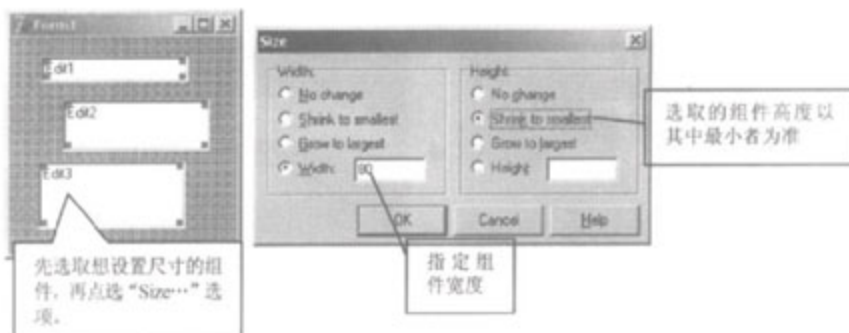 Form1
Edit1
Edit2
Edit3
先选取想设置尺寸的组
件，再点选“Size…”选
项。
Size
Width:
No change
Shrink to smallest
Grow to largest
Width:
Height:
No change
Shrink to smallest
Grow to largest
Height:
OK
Cancel
Help
指定组
件宽度
选取的组件高度以
其中最小者为准